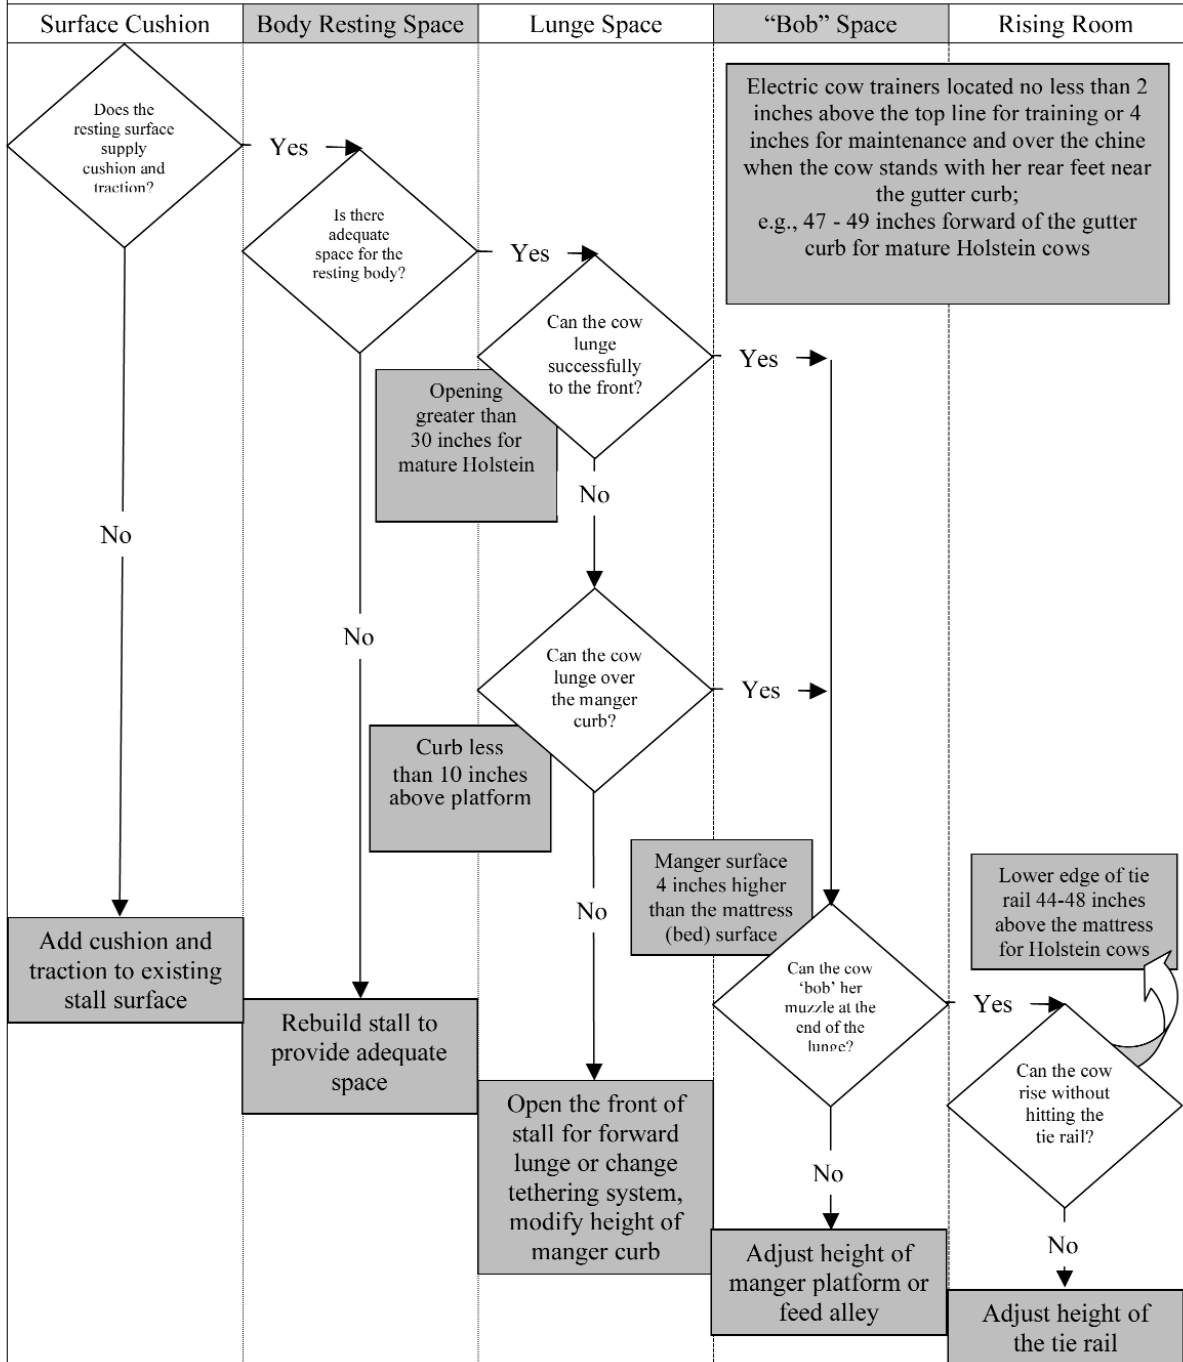 Surface Cushion
Body Resting Space
Lunge Space
“Bob” Space
Rising Room
Electric cow trainers located no less than 2
inches above the top line for training or 4
inches for maintenance and over the chine
when the cow stands with her rear feet near
the gutter curb;
e.g., 47 - 49 inches forward of the gutter
curb for mature Holstein cows
Does the
resting surface
supply
cushion and
traction?
Yes
Is there
adequate
space for the
resting body?
Yes
Can the cow
lunge
successfully
to the front?
Yes
Opening
greater than
30 inches for
mature Holstein
No
No
No
Can the cow
lunge over
the manger
curb?
Yes
Curb less
than 10 inches
above platform
No
Manger surface
4 inches higher
than the mattress
(bed) surface
Lower edge of tie
rail 44-48 inches
above the mattress
for Holstein cows
Add cushion and
traction to existing
stall surface
Can the cow
‘bob’ her
muzzle at the
end of the
lunge?
Yes
Rebuild stall to
provide adequate
space
Can the cow
rise without
hitting the
tie rail?
Open the front of
stall for forward
lunge or change
tethering system,
modify height of
manger curb
No
No
Adjust height of
manger platform or
feed alley
Adjust height of
the tie rail